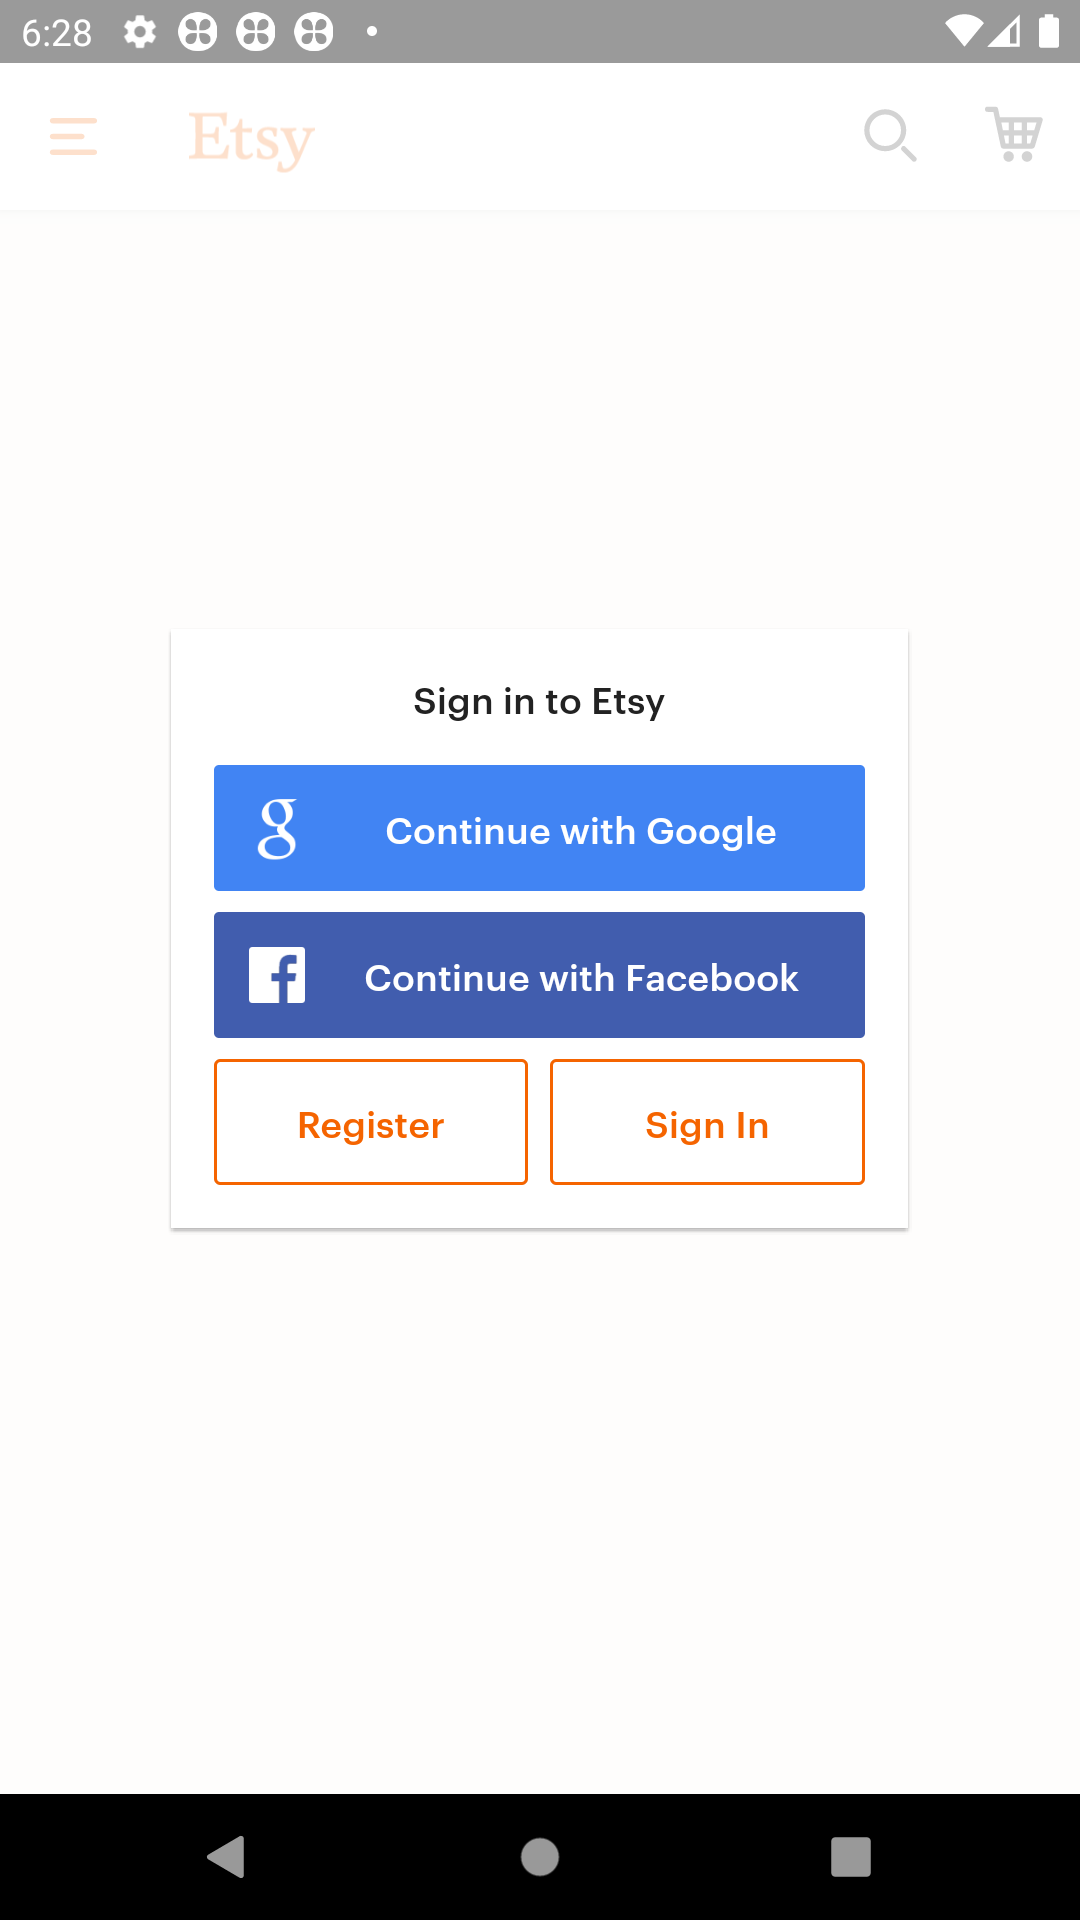 6:28
Etsy
Sign in to Etsy
Continue with Google
Continue with Facebook
Register
Sign In